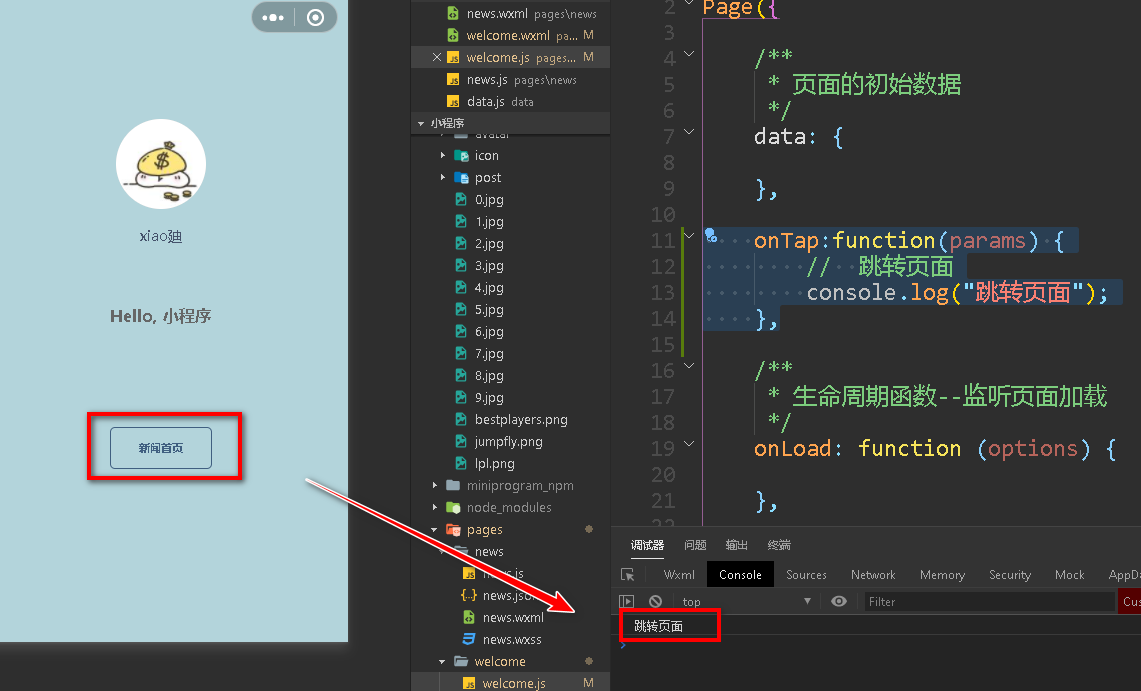 xiao廸
Hello, 小程序
新闻首页
news.wxml pages\news
welcome.wxml pa... M
welcome.js pages... M
news.js pages\news
data.js data
小程序
avatar
icon
post
0.jpg
1.jpg
2.jpg
3.jpg
4.jpg
5.jpg
6.jpg
7.jpg
8.jpg
9.jpg
bestplayers.png
jumpfly.png
lpl.png
miniprogram_npm
node_modules
pages
news
news.js
news.json
news.wxml
news.wxss
welcome
welcome.js M
2 Page({
3
4 /**
5 * 页面的初始数据
6 */
7 data: {
8
9 },
10
11 onTap:function(params) {
12 // 跳转页面
13 console.log("跳转页面");
14 },
15
16 /**
17 * 生命周期函数--监听页面加载
18 */
19 onLoad: function (options) {
20
21 },
22
调试器 问题 输出 终端
Wxml Console Sources Network Memory Security Mock AppDa
top Filter Cus
跳转页面